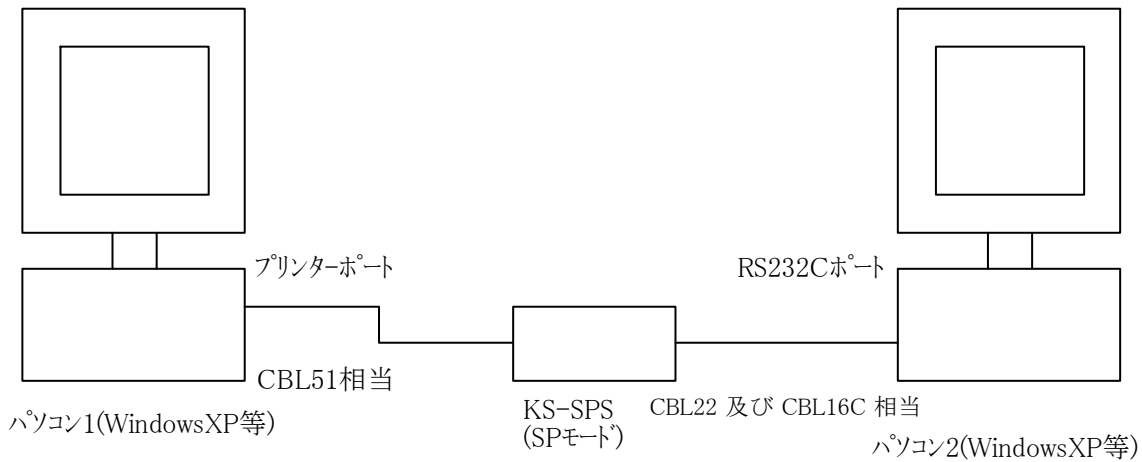 プリンターポート
RS232Cポート
CBL51相当
KS-SPS
(SPモード)
CBL22 及び CBL16C 相当
パソコン1(WindowsXP等)
パソコン2(WindowsXP等)